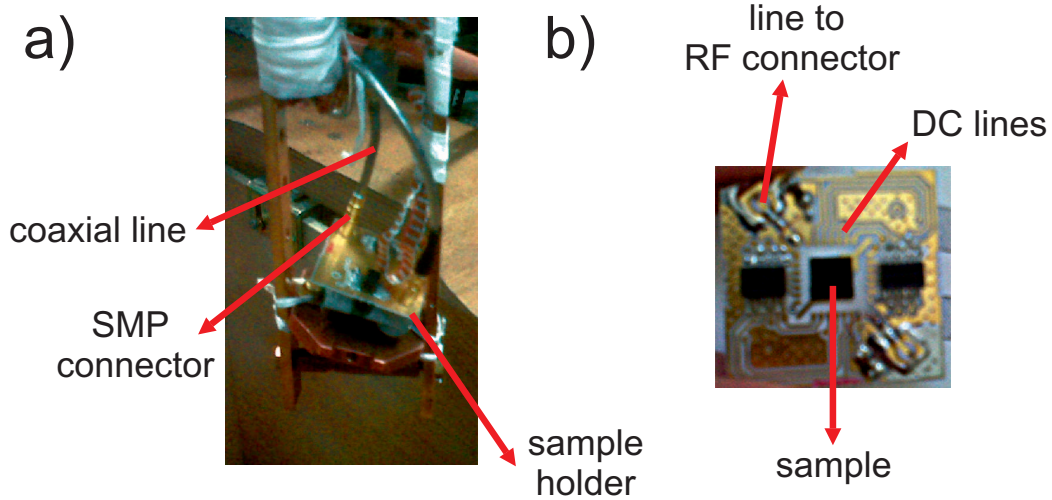 a)
coaxial line
SMP
connector
sample
holder
b)
line to
RF connector
DC lines
sample